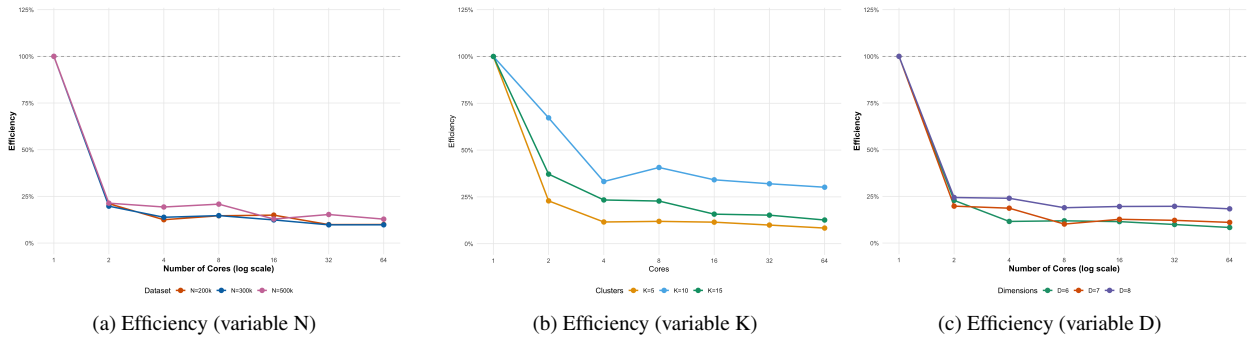 125%
100%
75%
50%
25%
0%
Efficiency
1 2 4 8 16 32 64
Number of Cores (log scale)
Dataset N=200k N=300k N=500k
(a) Efficiency (variable N)
125%
100%
75%
50%
25%
0%
Efficiency
1 2 4 8 16 32 64
Cores
Clusters K=5 K=10 K=15
(b) Efficiency (variable K)
125%
100%
75%
50%
25%
0%
Efficiency
1 2 4 8 16 32 64
Number of Cores (log scale)
Dimensions D=6 D=7 D=8
(c) Efficiency (variable D)